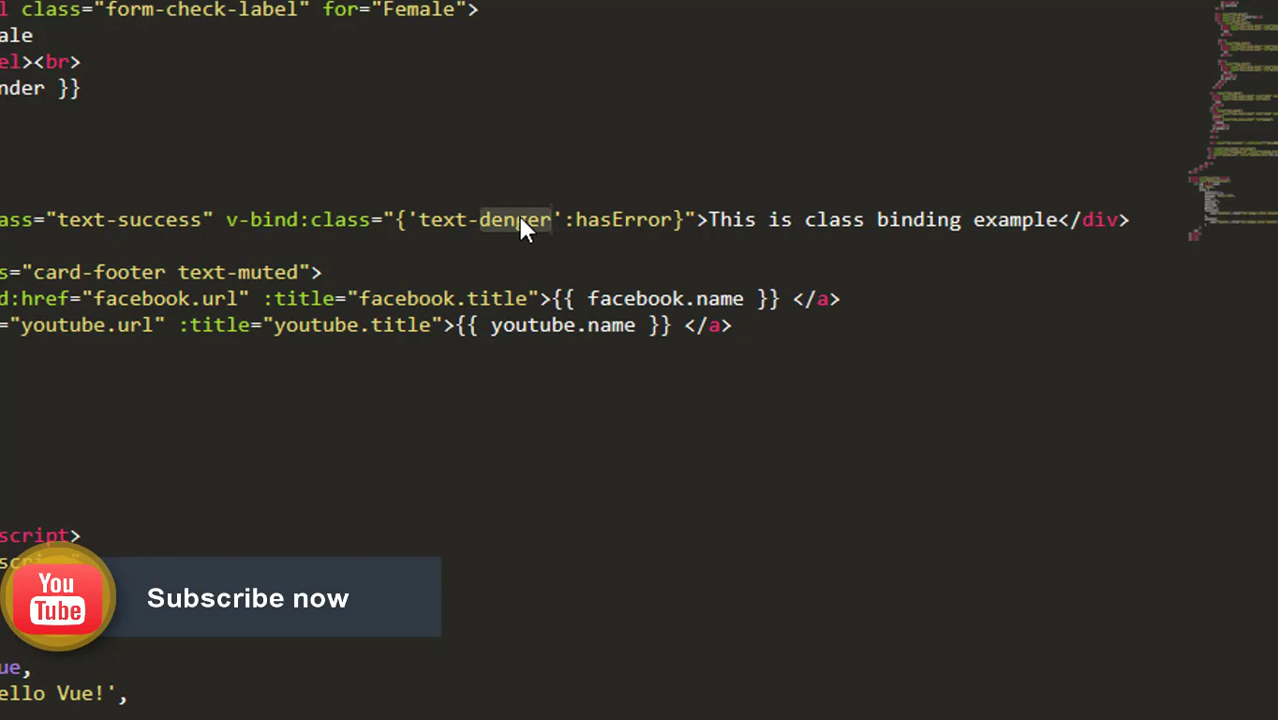 l class="form-check-label" for="Female">
ale
el><br>
nder }}
ass="text-success" v-bind:class="{'text-denger':hasError}">This is class binding example</div>
s="card-footer text-muted">
d:href="facebook.url" :title="facebook.title">{{ facebook.name }} </a>
="youtube.url" :title="youtube.title">{{ youtube.name }} </a>
script>
You
Tube
Subscribe now
ue,
ello Vue!',